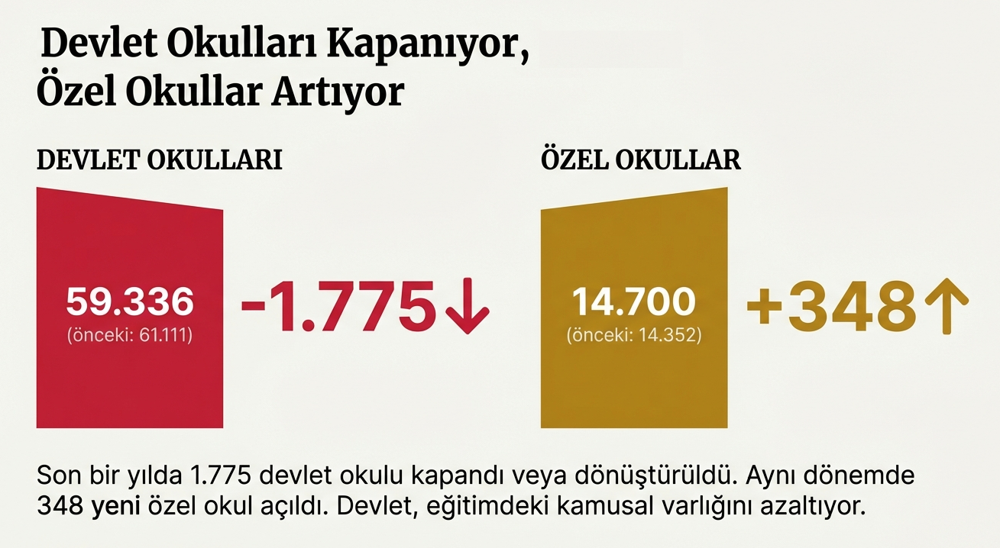 Devlet Okulları Kapanıyor,
Özel Okullar Artıyor
DEVLET OKULLARI
59.336
(önceki: 61.111)
-1.775↓
ÖZEL OKULLAR
14.700
(önceki: 14.352)
+348↑
Son bir yılda 1.775 devlet okulu kapandı veya dönüştürüldü. Aynı dönemde
348 yeni özel okul açıldı. Devlet, eğitimdeki kamusal varlığını azaltıyor.